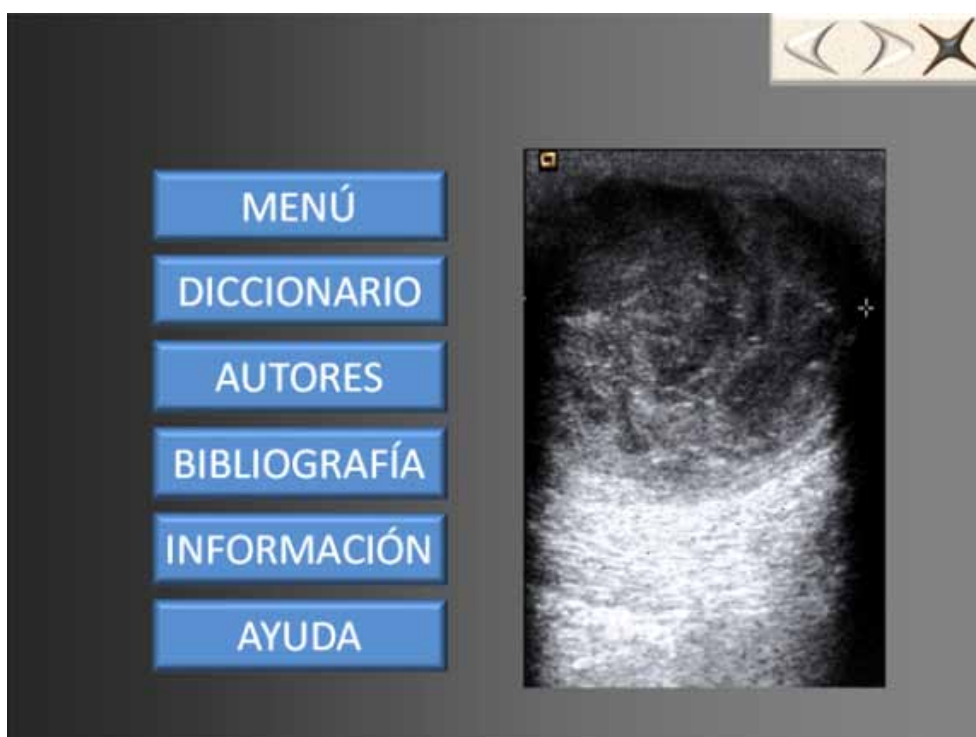 MENÚ
DICCIONARIO
AUTORES
BIBLIOGRAFÍA
INFORMACIÓN
AYUDA